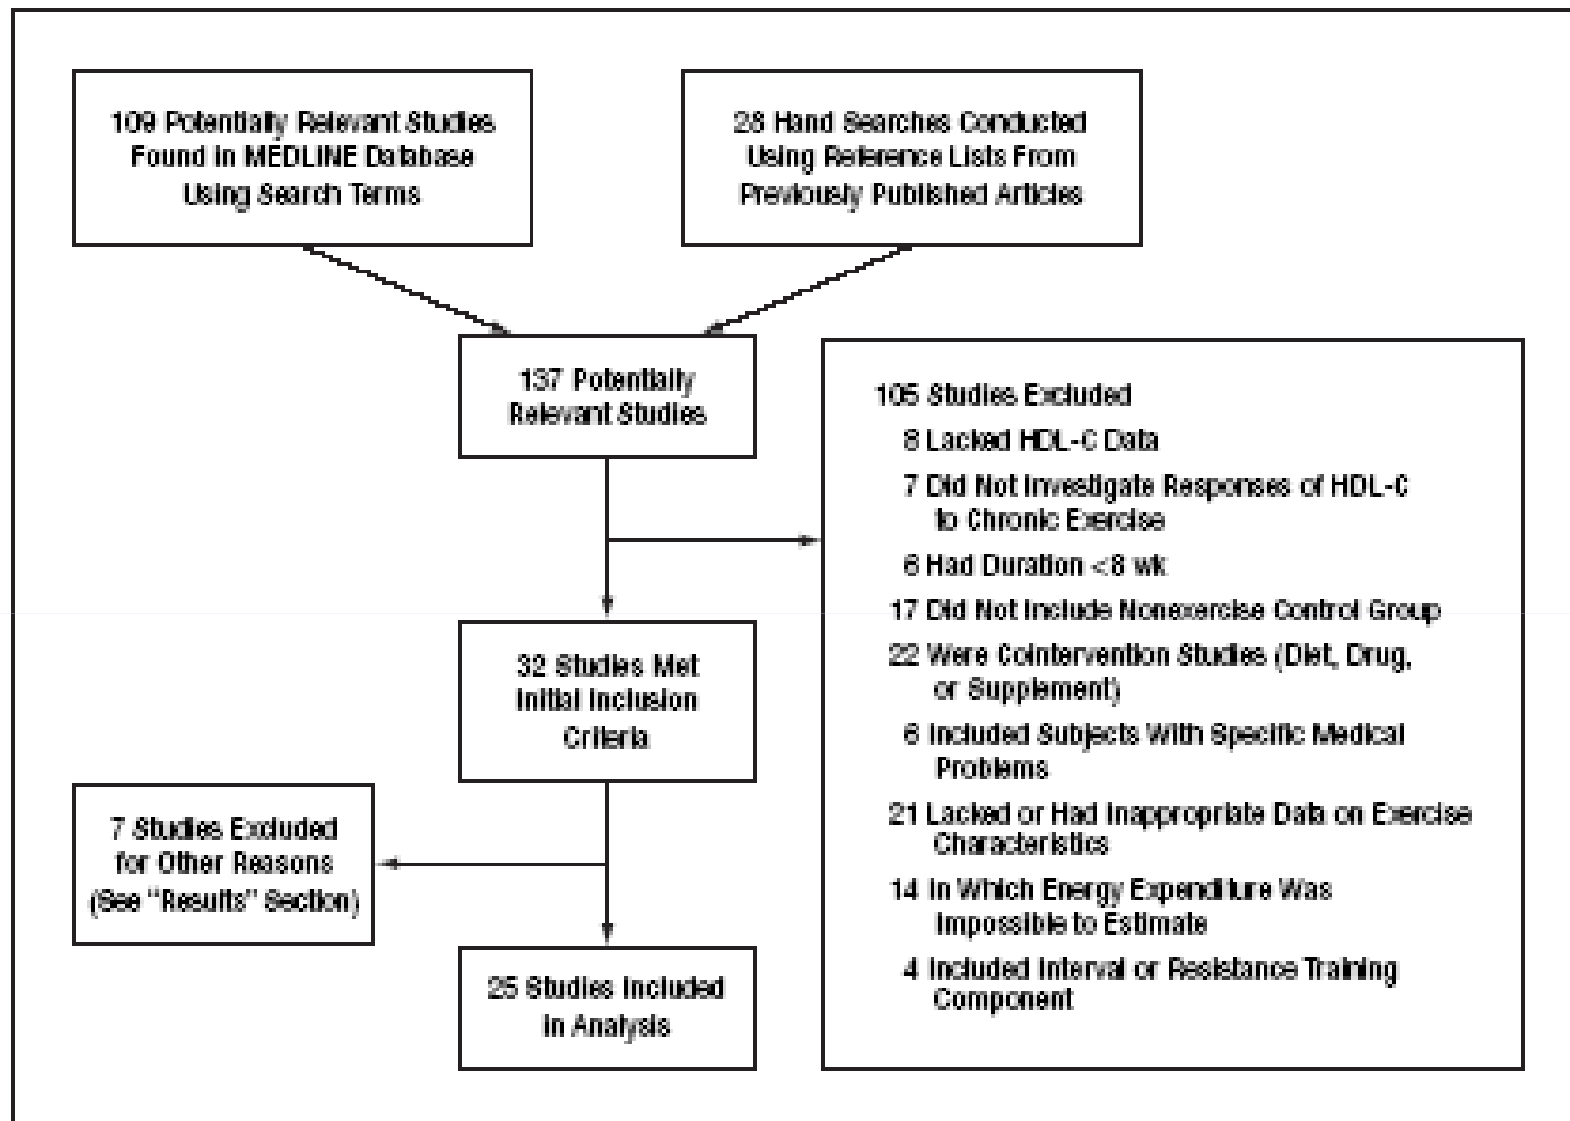 109 Potentially Relevant Studies
Found in MEDLINE Database
Using Search Terms
28 Hand Searches Conducted
Using Reference Lists From
Previously Published Articles
137 Potentially
Relevant Studies
105 Studies Excluded
8 Lacked HDL-C Data
7 Did Not Investigate Responses of HDL-C
to Chronic Exercise
6 Had Duration <8 wk
17 Did Not Include Nonexercise Control Group
22 Were Cointervention Studies (Diet, Drug,
or Supplement)
6 Included Subjects With Specific Medical
Problems
21 Lacked or Had Inappropriate Data on Exercise
Characteristics
14 In Which Energy Expenditure Was
Impossible to Estimate
4 Included Interval or Resistance Training
Component
32 Studies Met
Initial Inclusion
Criteria
7 Studies Excluded
for Other Reasons
(See “Results” Section)
25 Studies Included
in Analysis